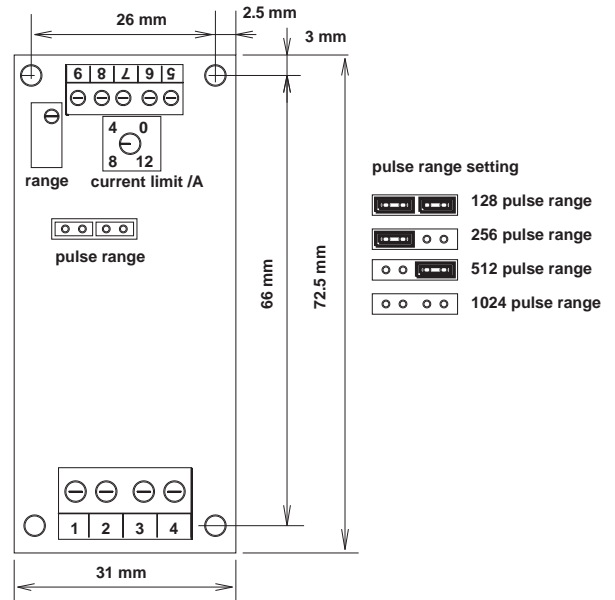 26 mm
2.5 mm
3 mm
9 8 7 6 5
4 0
8 12
range
current limit /A
pulse range
66 mm
72.5 mm
1 2 3 4
31 mm
pulse range setting
128 pulse range
256 pulse range
512 pulse range
1024 pulse range